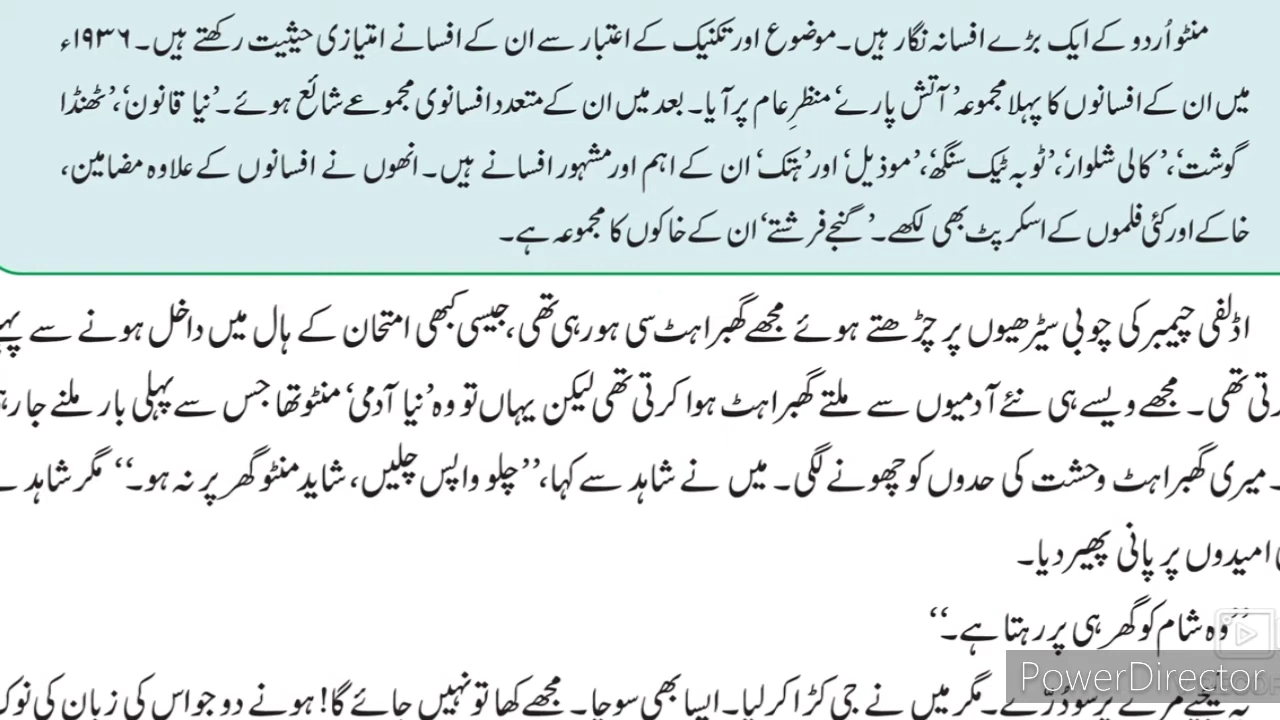 منٹو اُردو کے ایک بڑے افسانہ نگار ہیں۔ موضوع اور تکنیک کے اعتبار سے ان کے افسانے امتیازی حیثیت رکھتے ہیں۔ ۱۹۳۶ء
میں ان کے افسانوں کا پہلا مجموعہ ’آتش پارے‘ منظرِ عام پر آیا۔ بعد میں ان کے متعدد افسانوی مجموعے شائع ہوئے۔ ’نیا قانون‘، ’ٹھنڈا
گوشت‘، ’کالی شلوار‘، ’ٹوبہ ٹیک سنگھ‘، ’موذیل‘ اور ’ہتک‘ ان کے اہم اور مشہور افسانے ہیں۔ انھوں نے افسانوں کے علاوہ مضامین،
خاکے اور کئی فلموں کے اسکرپٹ بھی لکھے۔ ’گنجے فرشتے‘ ان کے خاکوں کا مجموعہ ہے۔
اڈلفی چیمبر کی چوبی سیڑھیوں پر چڑھتے ہوئے مجھے گھبراہٹ سی ہو رہی تھی، جیسی کبھی امتحان کے ہال میں داخل ہونے سے
تھی۔ مجھے ویسے ہی نئے آدمیوں سے ملتے گھبراہٹ ہوا کرتی تھی لیکن یہاں تو وہ ’نیا آدمی‘ منٹو تھا جس سے پہلی بار ملنے جا
۔ میری گھبراہٹ وحشت کی حدوں کو چھونے لگی۔ میں نے شاہد سے کہا، ’’چلو واپس چلیں، شاید منٹو گھر پر نہ ہو۔‘‘ مگر شاہد
امیدوں پر پانی پھیر دیا۔
’’وہ شام کو گھر ہی پر رہتا ہے۔‘‘
مگر میں نے جی کڑا کر لیا۔ ایسا بھی سوچا۔ مجھے کھا تو نہیں جائے گا! ہونے دو جو اس کی زبان کی نوک
PowerDirector